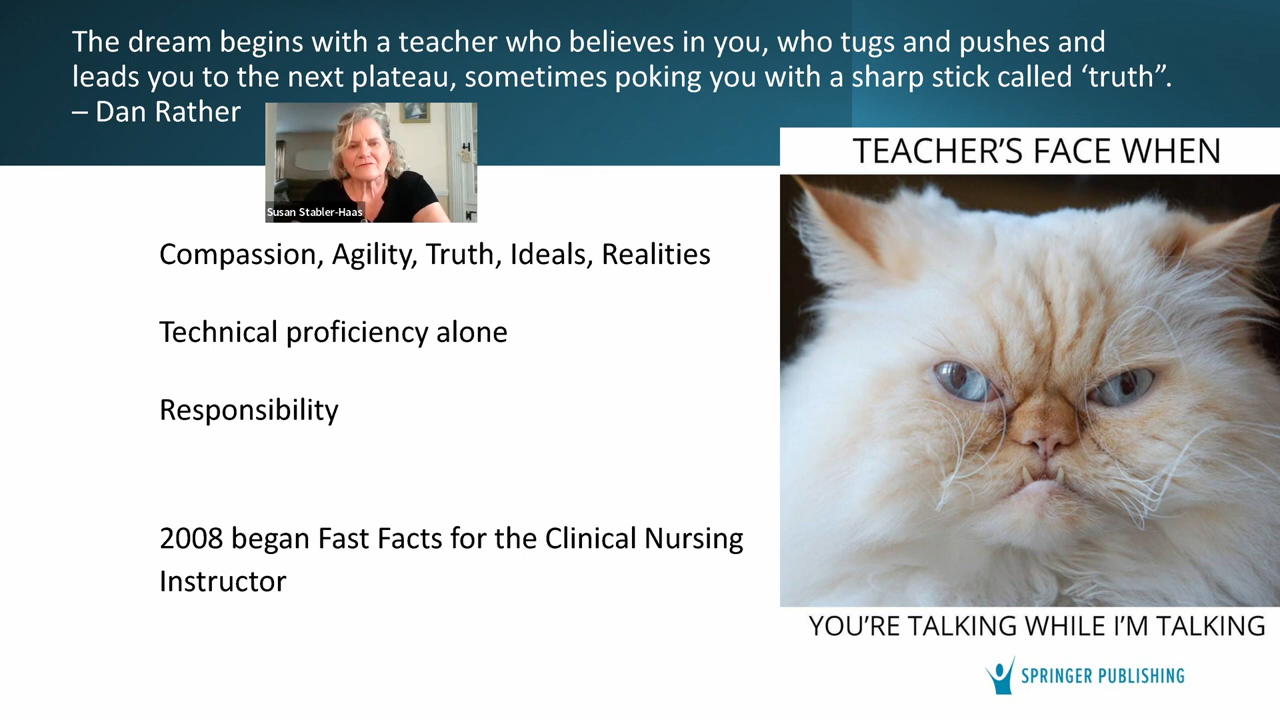 The dream begins with a teacher who believes in you, who tugs and pushes and
leads you to the next plateau, sometimes poking you with a sharp stick called ‘truth”.
– Dan Rather
Susan Stabler-Haas
Compassion, Agility, Truth, Ideals, Realities
Technical proficiency alone
Responsibility
2008 began Fast Facts for the Clinical Nursing
Instructor
TEACHER’S FACE WHEN
YOU’RE TALKING WHILE I’M TALKING
SPRINGER PUBLISHING